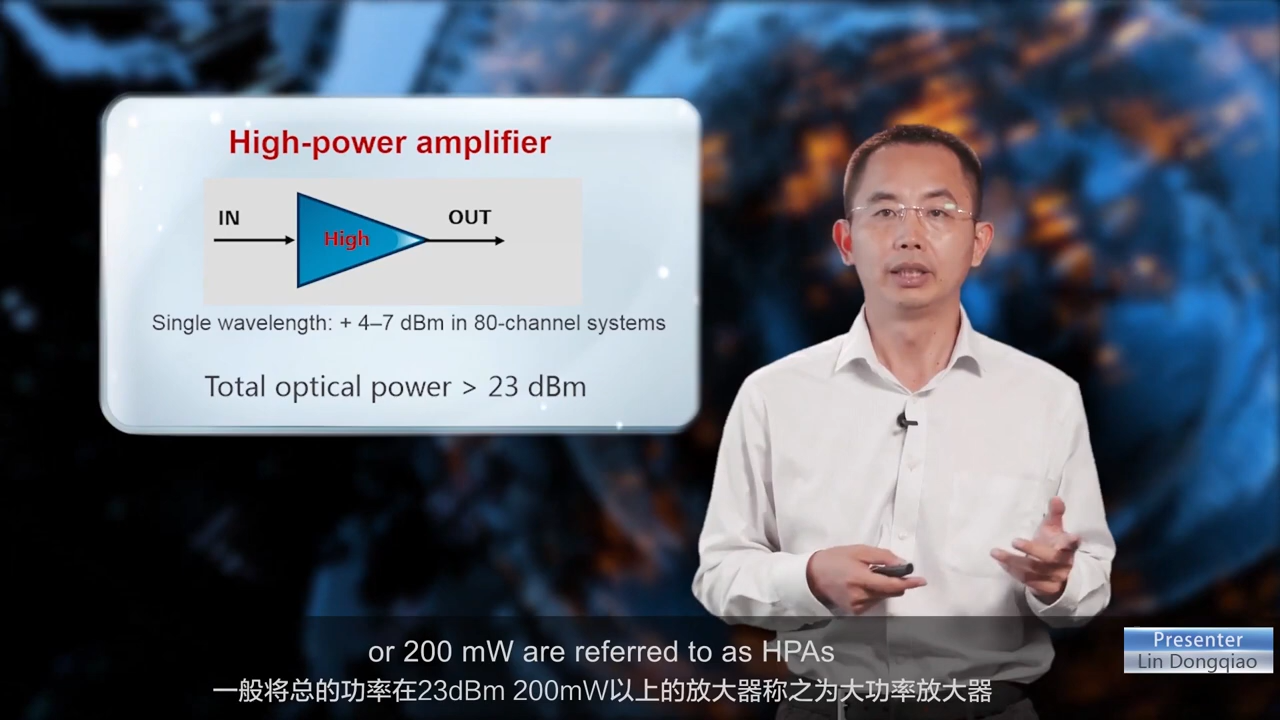 High-power amplifier
IN
OUT
High
Single wavelength: + 4–7 dBm in 80-channel systems
Total optical power > 23 dBm
or 200 mW are referred to as HPAs
一般将总的功率在23dBm 200mW以上的放大器称之为大功率放大器
Presenter
Lin Dongqiao